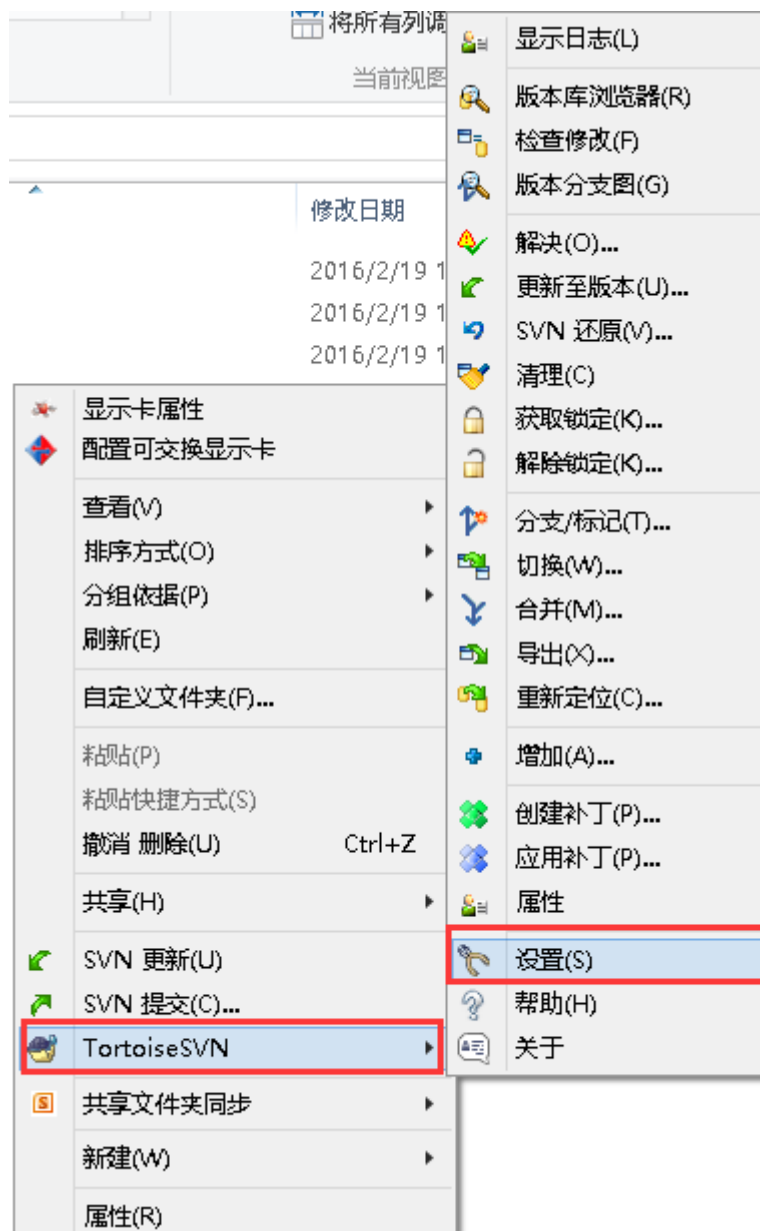 将所有列调
当前视图
修改日期
2016/2/19 1
2016/2/19 1
2016/2/19 1
显示卡属性
配置可交换显示卡
查看(V)
排序方式(O)
分组依据(P)
刷新(E)
自定义文件夹(F)...
粘贴(P)
粘贴快捷方式(S)
撤消 删除(U) Ctrl+Z
共享(H)
SVN 更新(U)
SVN 提交(C)...
TortoiseSVN
共享文件夹同步
新建(W)
属性(R)
显示日志(L)
版本库浏览器(R)
检查修改(F)
版本分支图(G)
解决(O)...
更新至版本(U)...
SVN 还原(V)...
清理(C)
获取锁定(K)...
解除锁定(K)...
分支/标记(T)...
切换(W)...
合并(M)...
导出(X)...
重新定位(C)...
增加(A)...
创建补丁(P)...
应用补丁(P)...
属性
设置(S)
帮助(H)
关于